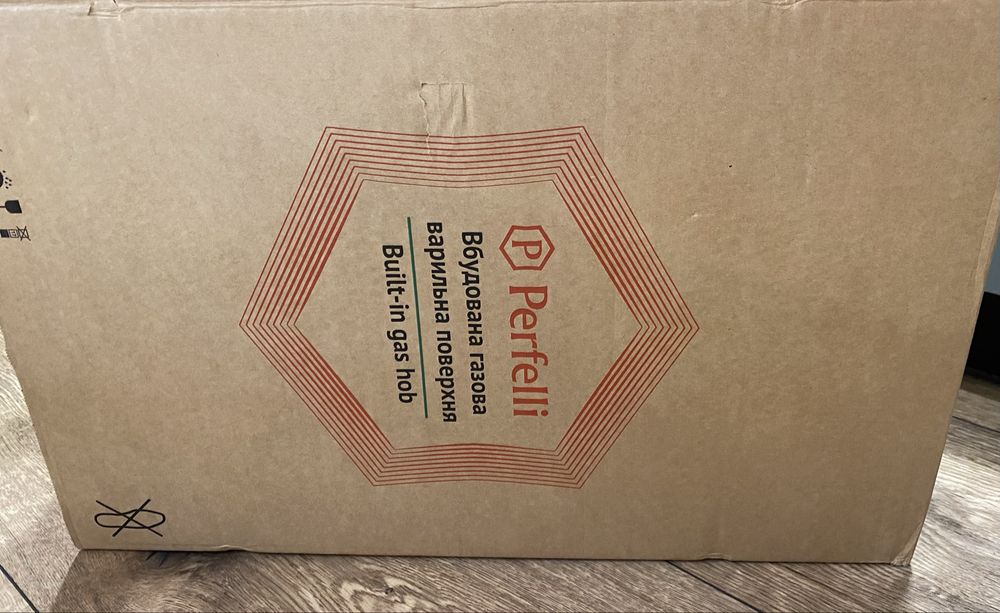 Perfelli
Вбудована газова
варильна поверхня
Built-in gas hob